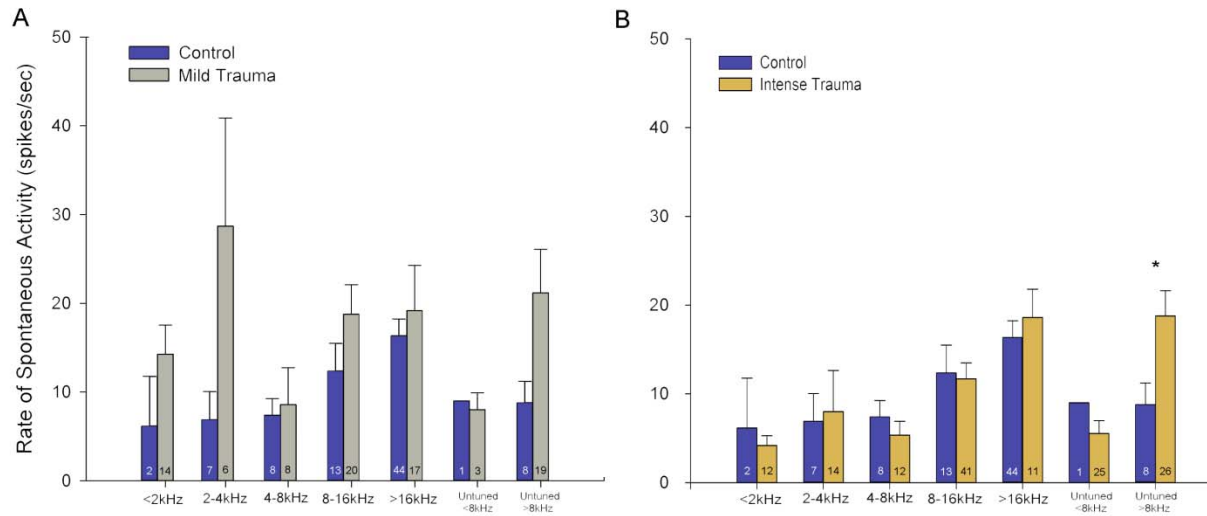 A
Rate of Spontaneous Activity (spikes/sec)
50
40
30
20
10
0
Control
Mild Trauma
2 14 7 6 8 8 13 20 44 17 1 3 8 19
<2kHz 2-4kHz 4-8kHz 8-16kHz >16kHz Untuned <8kHz Untuned >8kHz
B
50
40
30
20
10
0
Control
Intense Trauma
*
2 12 7 14 8 12 13 41 44 11 1 25 8 26
<2kHz 2-4kHz 4-8kHz 8-16kHz >16kHz Untuned <8kHz Untuned >8kHz